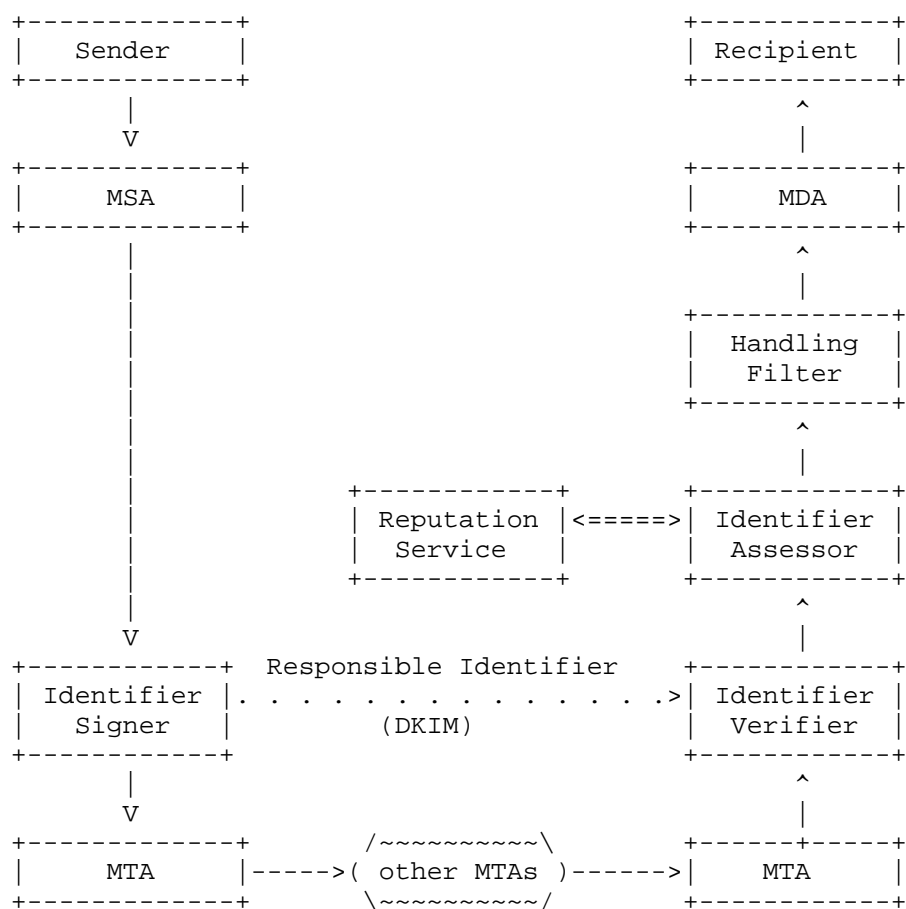 Sender Recipient
V
MSA MDA
Handling
Filter
Reputation <=====> Identifier
Service Assessor
V
Responsible Identifier
Identifier . . . . . . . . . . . . . .> Identifier
Signer (DKIM) Verifier
V
MTA ----->( other MTAs )------> MTA